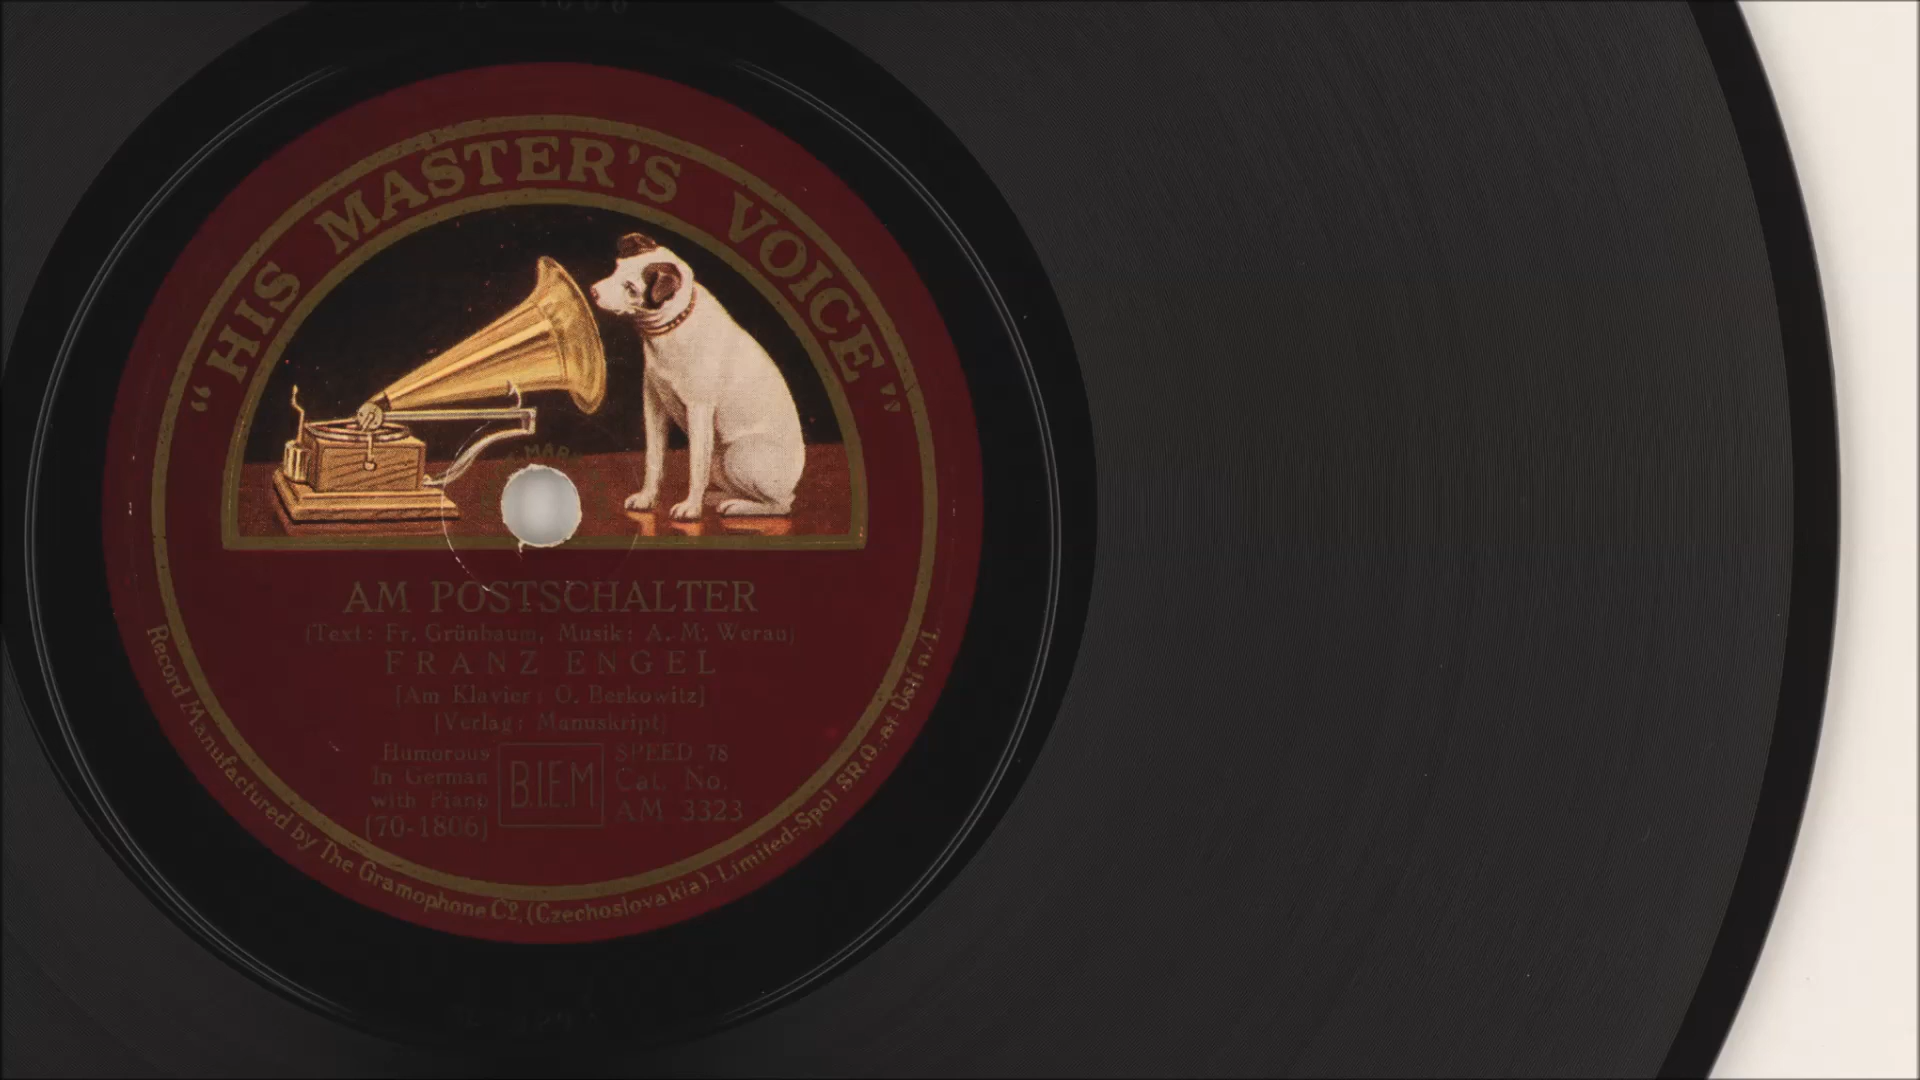 "HIS MASTER'S VOICE"
AM POSTSCHALTER
(Text: Fr. Grünbaum, Musik: A. M. Werau)
FRANZ ENGEL
[Am Klavier: O. Berkowitz]
[Verlag: Manuskript]
Humorous
In German
with Piano
[70-1806]
B.I.E.M
SPEED 78
Cat. No.
AM 3323
Record Manufactured by The Gramophone Co, (Czechoslovakia) Limited-Spol SR.O. at Ústí n/L